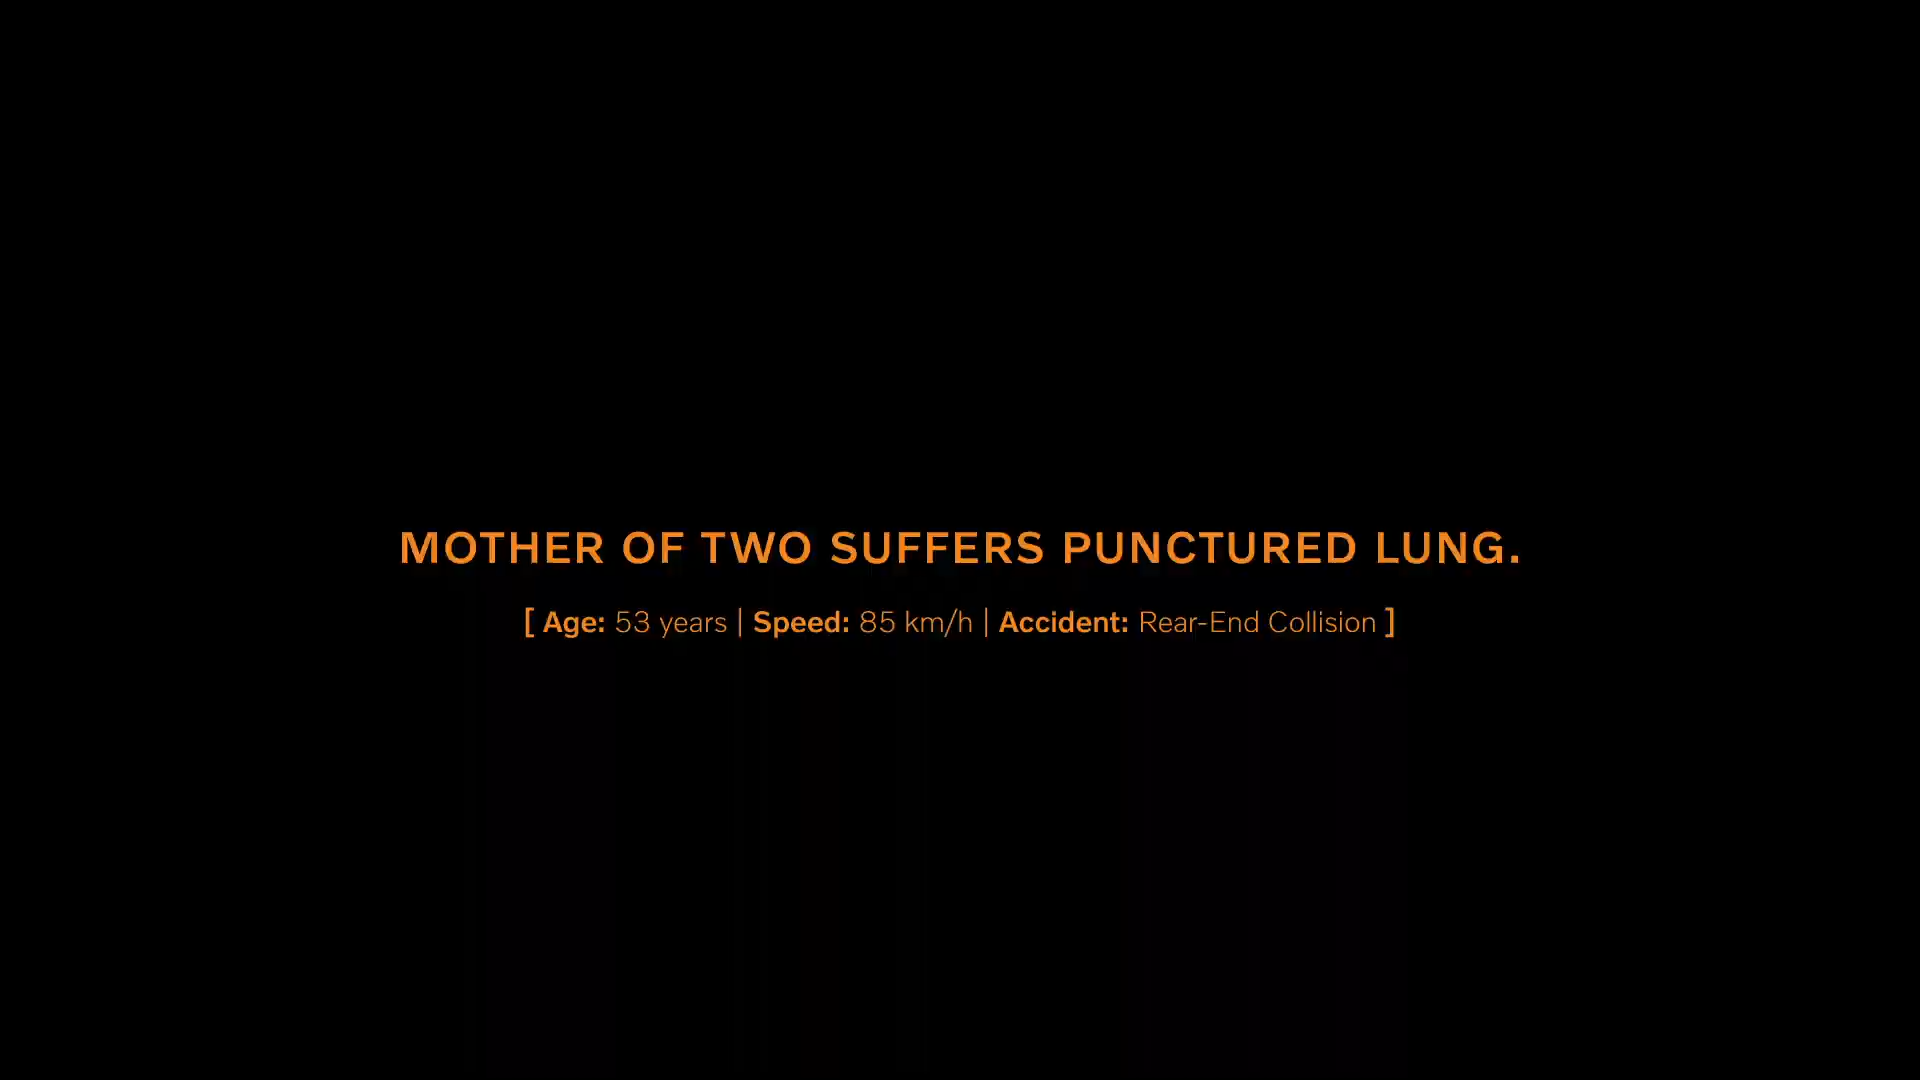 MOTHER OF TWO SUFFERS PUNCTURED LUNG.
[ Age: 53 years | Speed: 85 km/h | Accident: Rear-End Collision ]